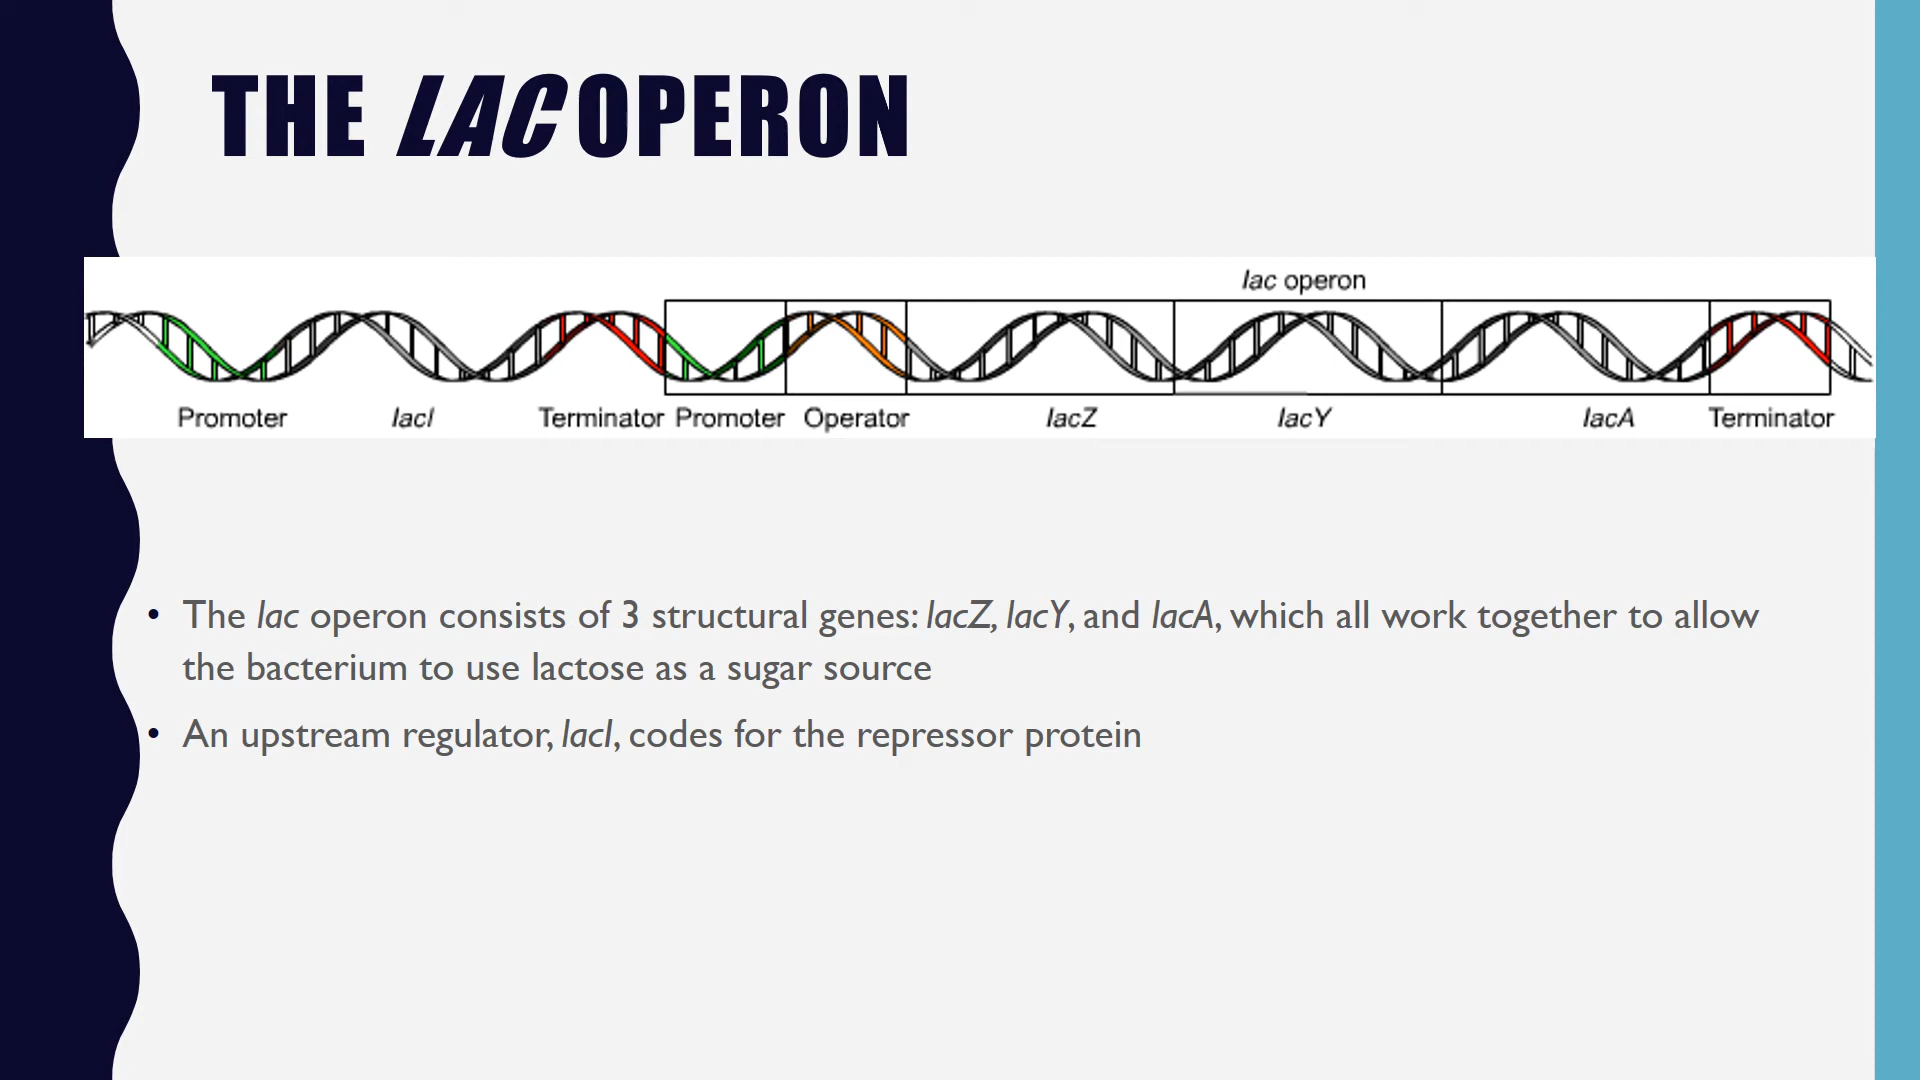 THE LAC OPERON
lac operon
Promoter lacI Terminator Promoter Operator lacZ lacY lacA Terminator
• The lac operon consists of 3 structural genes: lacZ, lacY, and lacA, which all work together to allow
the bacterium to use lactose as a sugar source
• An upstream regulator, lacI, codes for the repressor protein